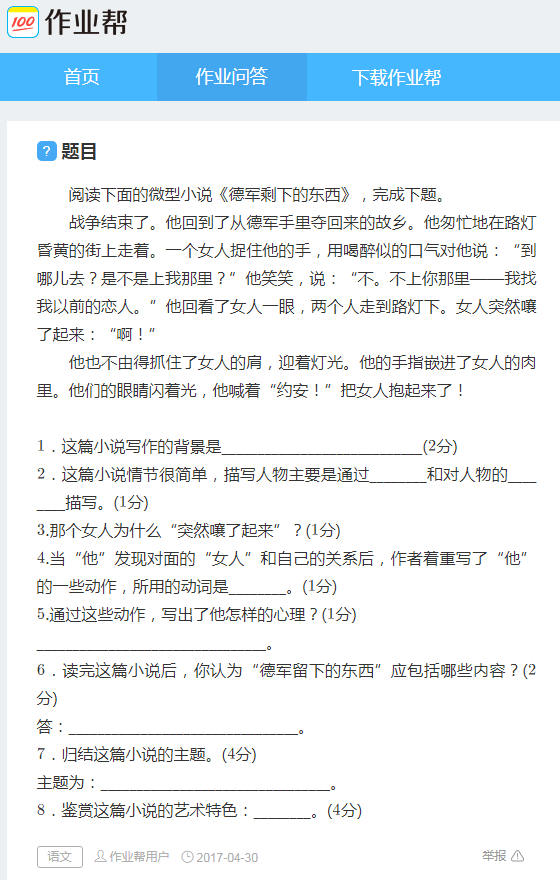 100 作业帮
首页 作业问答 下载作业帮
? 题目
阅读下面的微型小说《德军剩下的东西》，完成下题。
战争结束了。他回到了从德军手里夺回来的故乡。他匆忙地在路灯
昏黄的街上走着。一个女人捉住他的手，用喝醉似的口气对他说：“到
哪儿去？是不是上我那里？”他笑笑，说：“不。不上你那里——我找
我以前的恋人。”他回看了女人一眼，两个人走到路灯下。女人突然嚷
了起来：“啊！”
他也不由得抓住了女人的肩，迎着灯光。他的手指嵌进了女人的肉
里。他们的眼睛闪着光，他喊着“约安！”把女人抱起来了！
1．这篇小说写作的背景是_________________________(2分)
2．这篇小说情节很简单，描写人物主要是通过_______和对人物的___
____描写。(1分)
3.那个女人为什么“突然嚷了起来”？(1分)
4.当“他”发现对面的“女人”和自己的关系后，作者着重写了“他”
的一些动作，所用的动词是_______。(1分)
5.通过这些动作，写出了他怎样的心理？(1分)
_____________________________。
6．读完这篇小说后，你认为“德军留下的东西”应包括哪些内容？(2
分)
答：_____________________________。
7．归结这篇小说的主题。(4分)
主题为：_____________________________。
8．鉴赏这篇小说的艺术特色：_______。(4分)
语文 作业帮用户 2017-04-30 举报